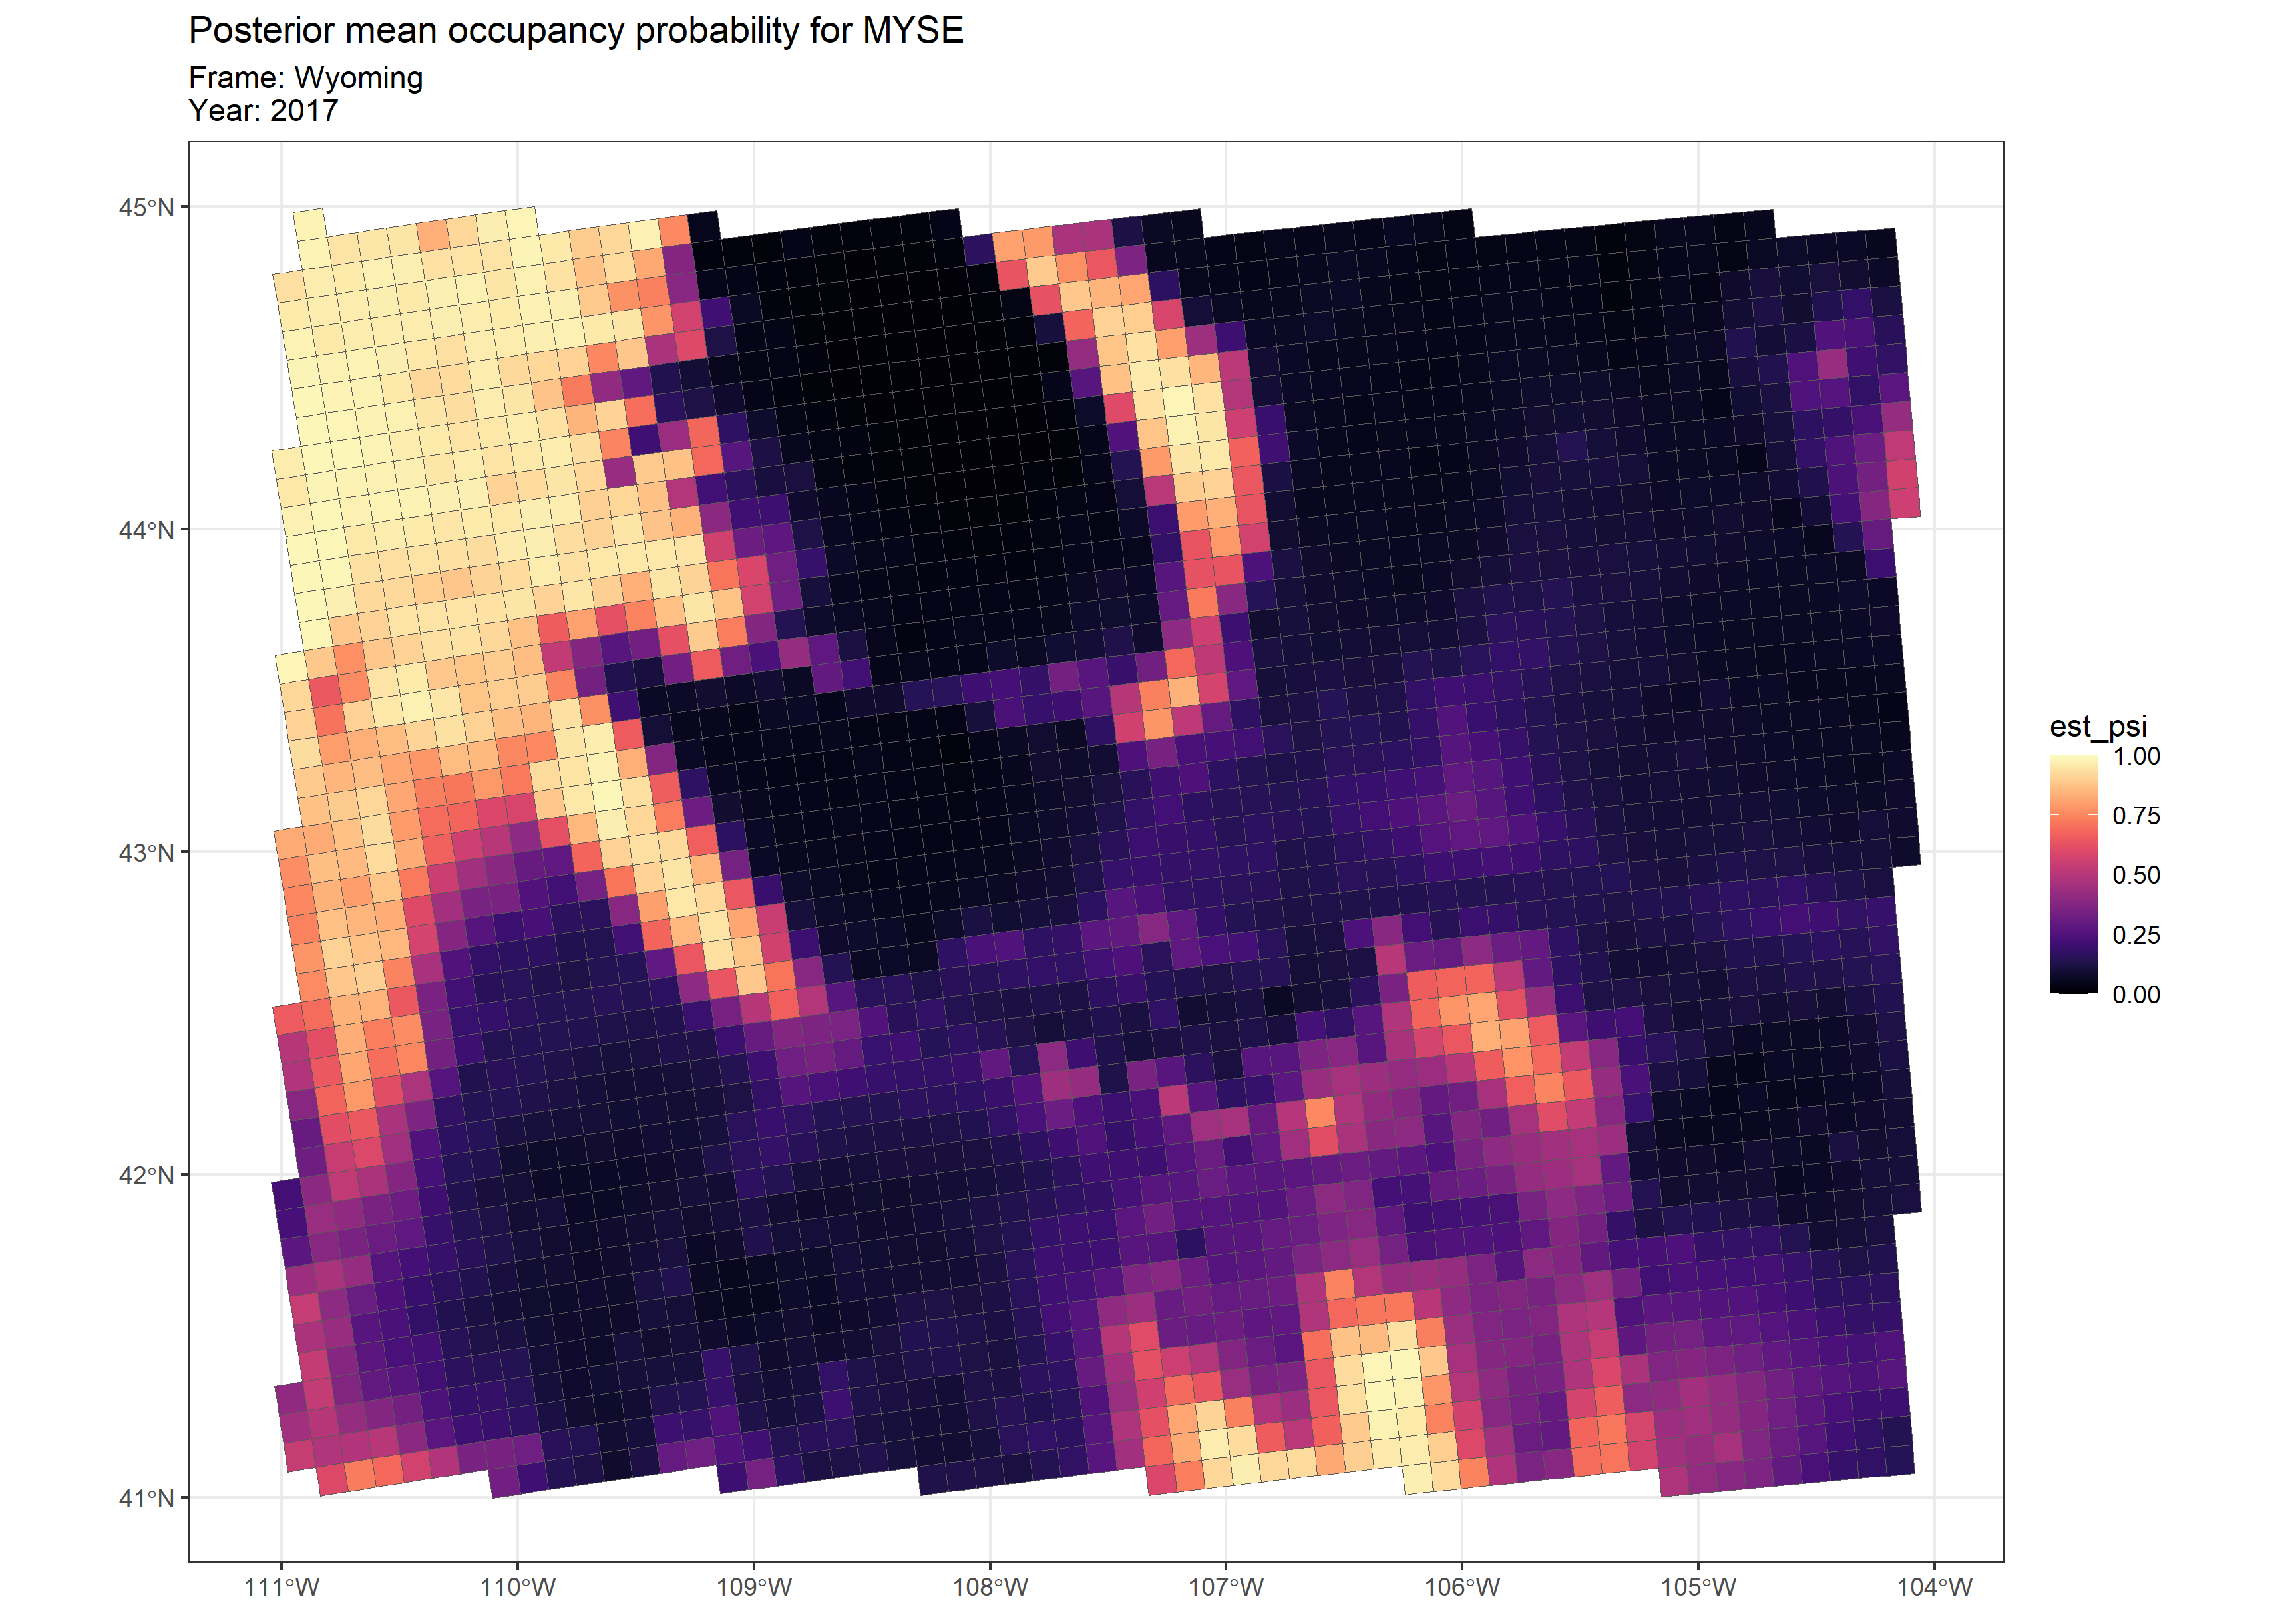 Posterior mean occupancy probability for MYSE
Frame: Wyoming
Year: 2017
45°N
44°N
43°N
42°N
41°N
111°W
110°W
109°W
108°W
107°W
106°W
105°W
104°W
est_psi
1.00
0.75
0.50
0.25
0.00